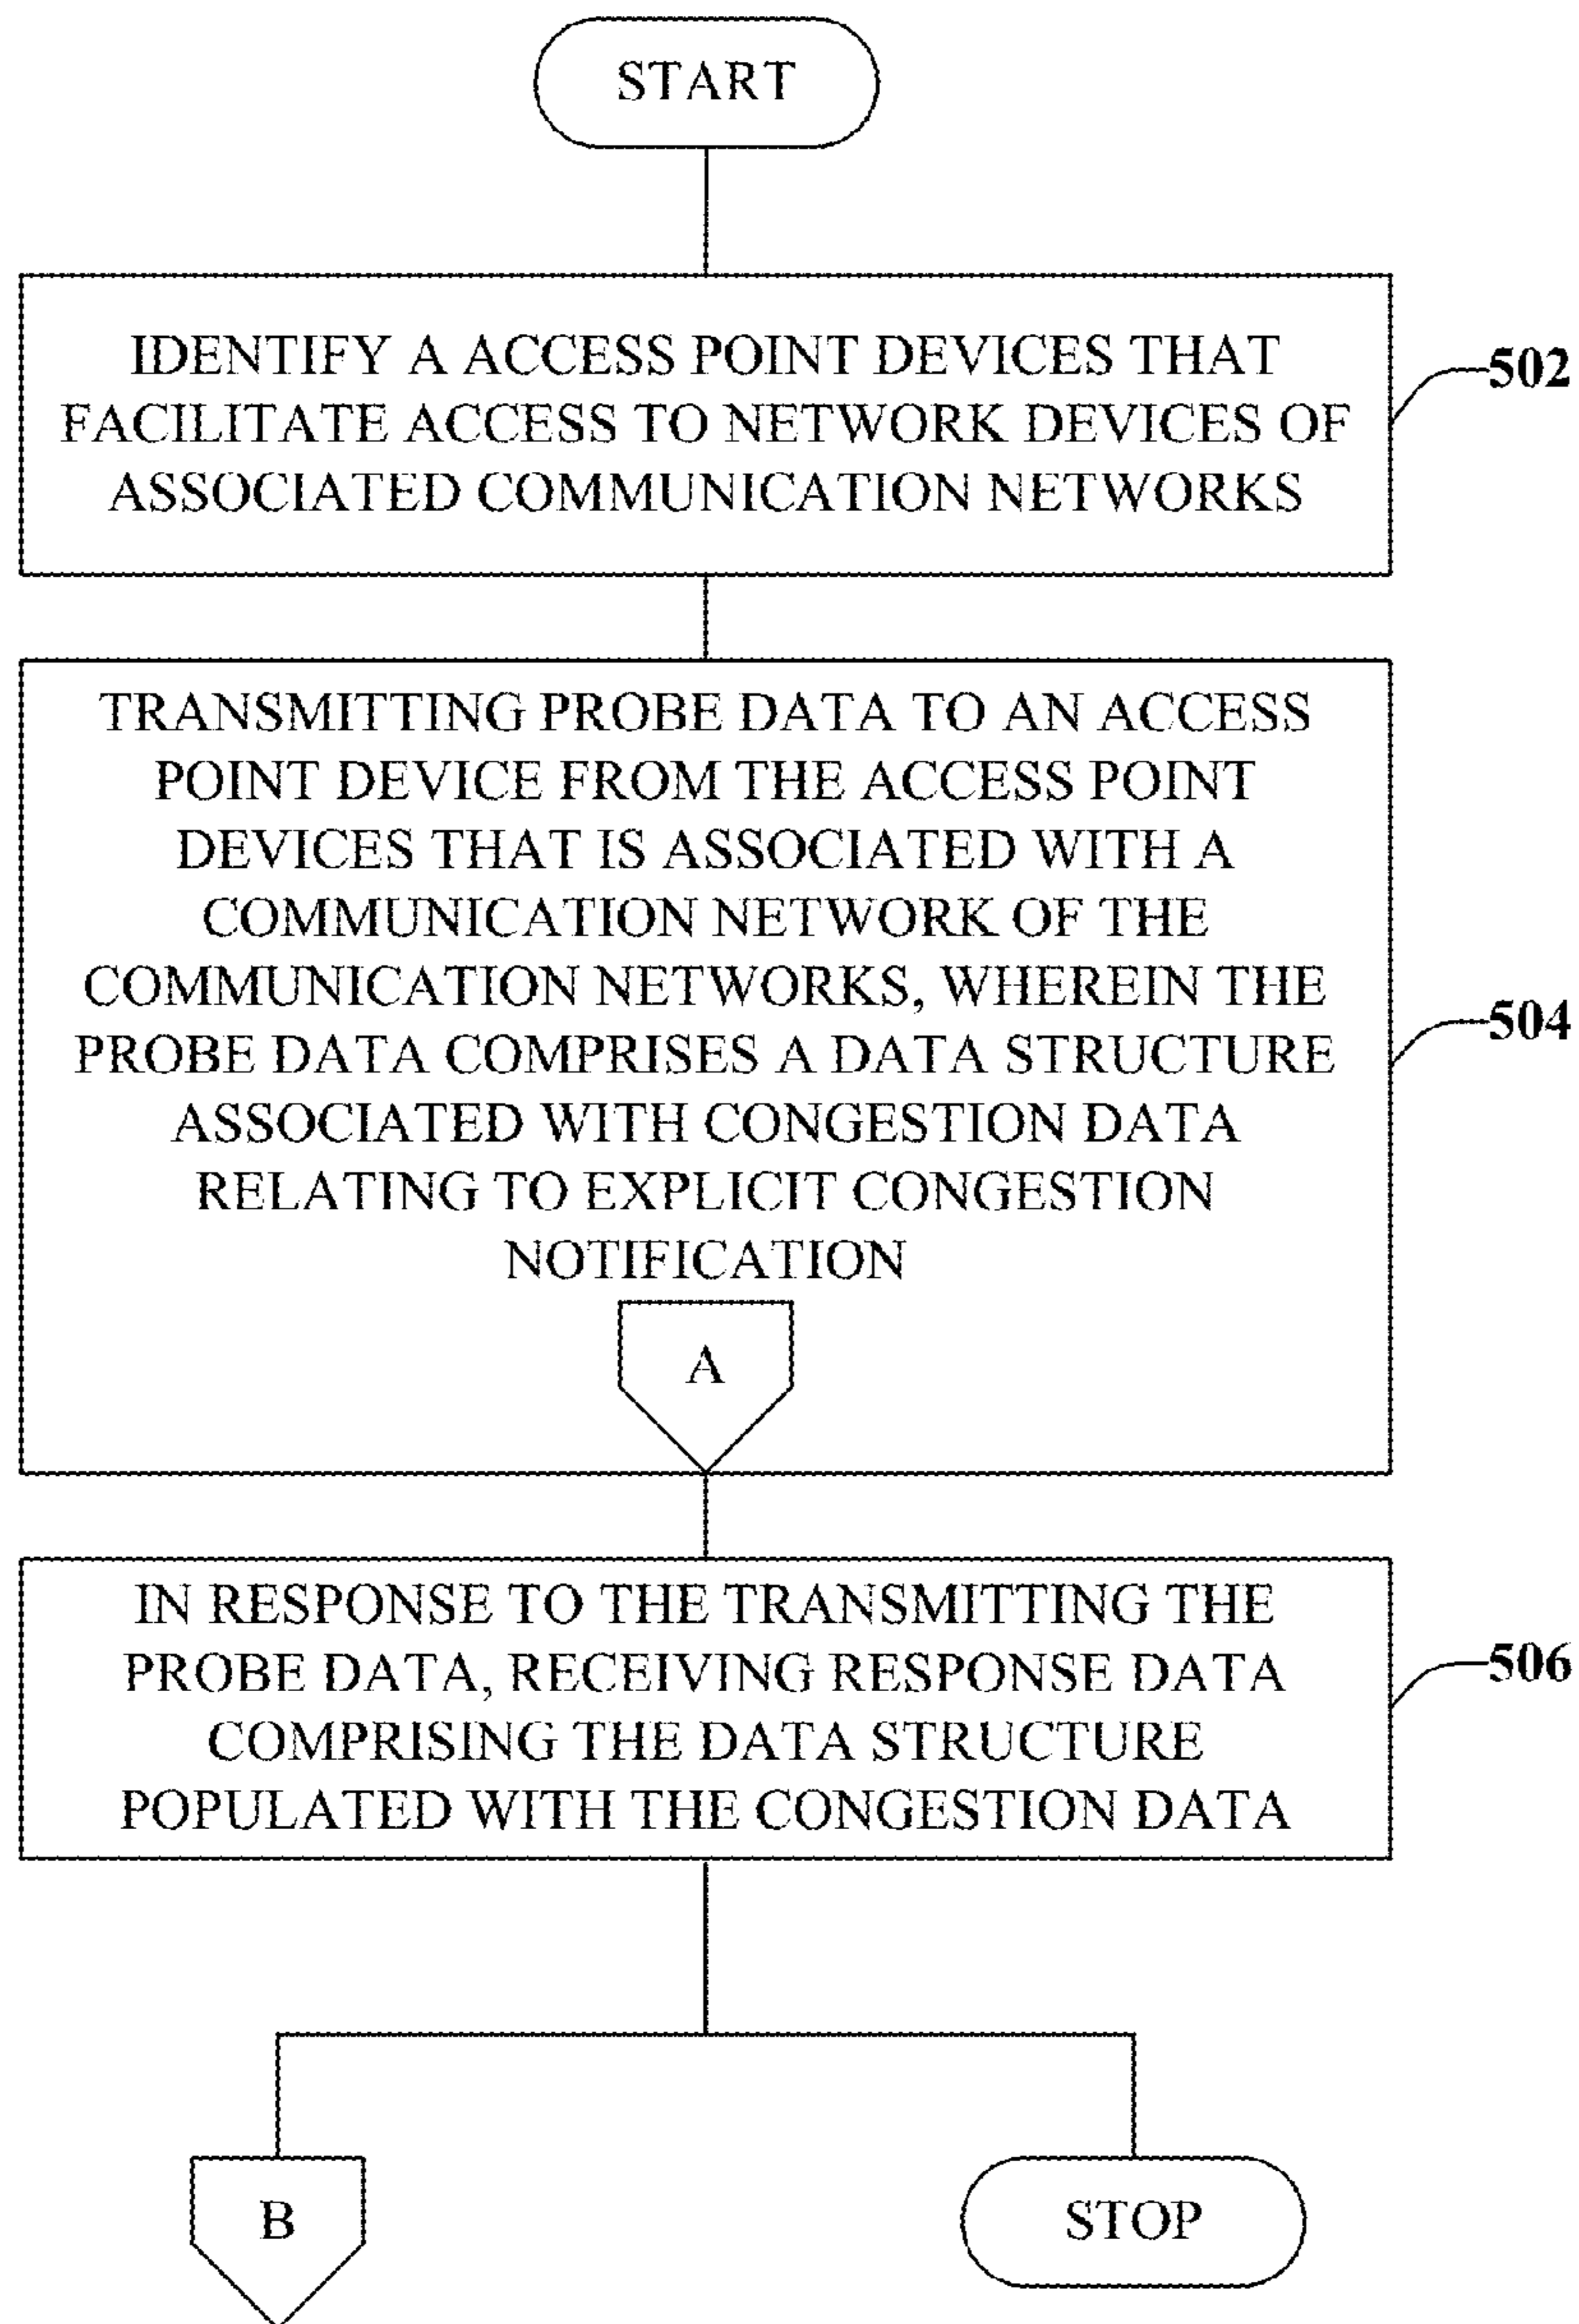 START
IDENTIFY A ACCESS POINT DEVICES THAT
FACILITATE ACCESS TO NETWORK DEVICES OF
ASSOCIATED COMMUNICATION NETWORKS
502
TRANSMITTING PROBE DATA TO AN ACCESS
POINT DEVICE FROM THE ACCESS POINT
DEVICES THAT IS ASSOCIATED WITH A
COMMUNICATION NETWORK OF THE
COMMUNICATION NETWORKS, WHEREIN THE
PROBE DATA COMPRISES A DATA STRUCTURE
ASSOCIATED WITH CONGESTION DATA
RELATING TO EXPLICIT CONGESTION
NOTIFICATION
504
A
IN RESPONSE TO THE TRANSMITTING THE
PROBE DATA, RECEIVING RESPONSE DATA
COMPRISING THE DATA STRUCTURE
POPULATED WITH THE CONGESTION DATA
506
B
STOP